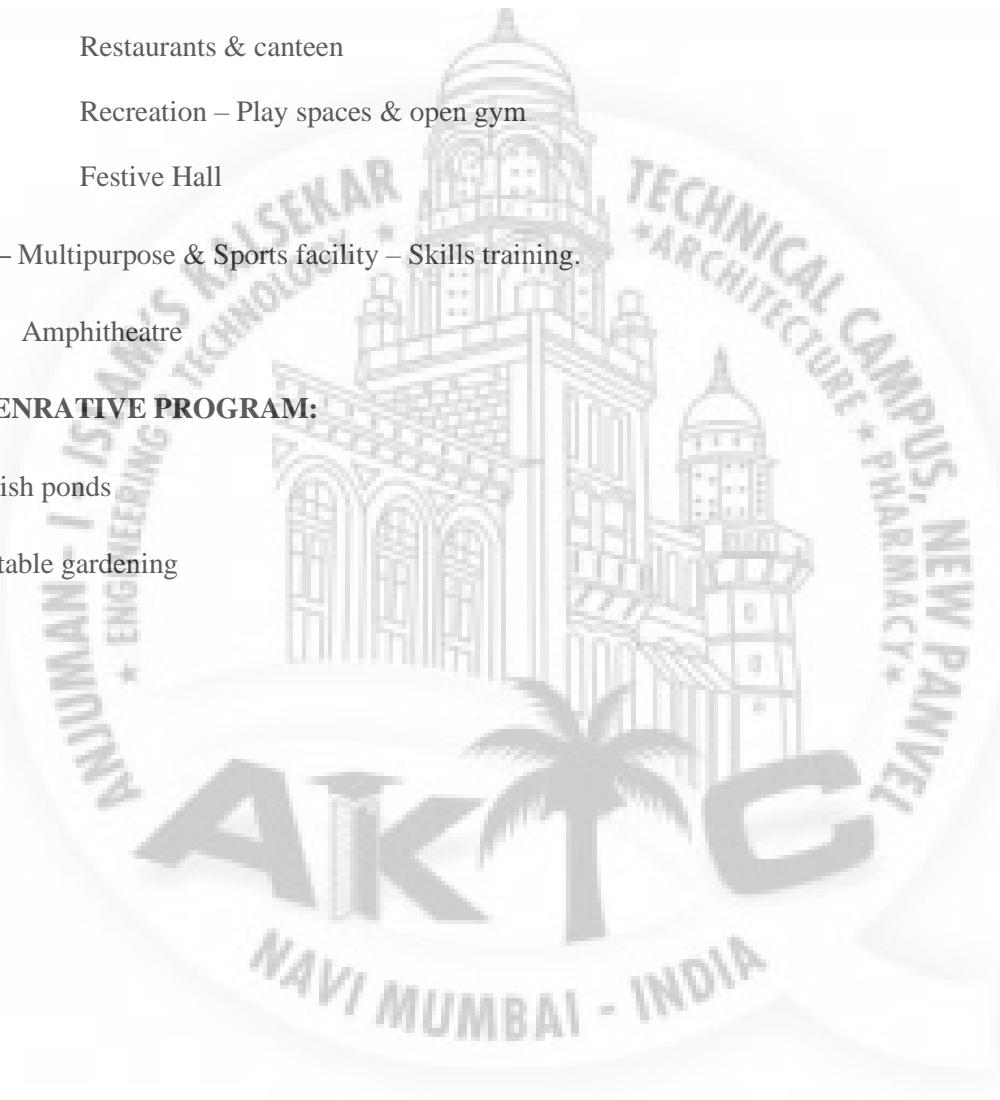 Restaurants & canteen
Recreation – Play spaces & open gym
Festive Hall
– Multipurpose & Sports facility – Skills training.
Amphitheatre
ENRATIVE PROGRAM:
ish ponds
table gardening
ANJUMAN - I - ISLAM'S KALSEKAR TECHNICAL CAMPUS, NEW PANVEL
★ ENGINEERING TECHNOLOGY ★ ARCHITECTURE ★ PHARMACY ★
AKTC
NAVI MUMBAI - INDIA